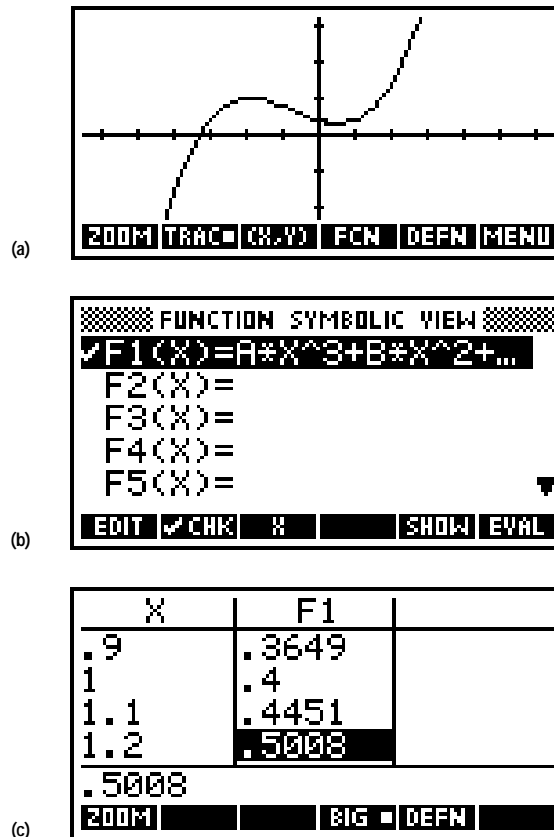 ZOOM TRAC■ (X,Y) FCN DEFN MENU
(a)
FUNCTION SYMBOLIC VIEW
✔F1(X)=A*X^3+B*X^2+…
F2(X)=
F3(X)=
F4(X)=
F5(X)=
EDIT ✔CHK X SHOW EVAL
(b)
X F1
.9 .3649
1 .4
1.1 .4451
1.2 .5008
.5008
ZOOM BIG ■ DEFN
(c)